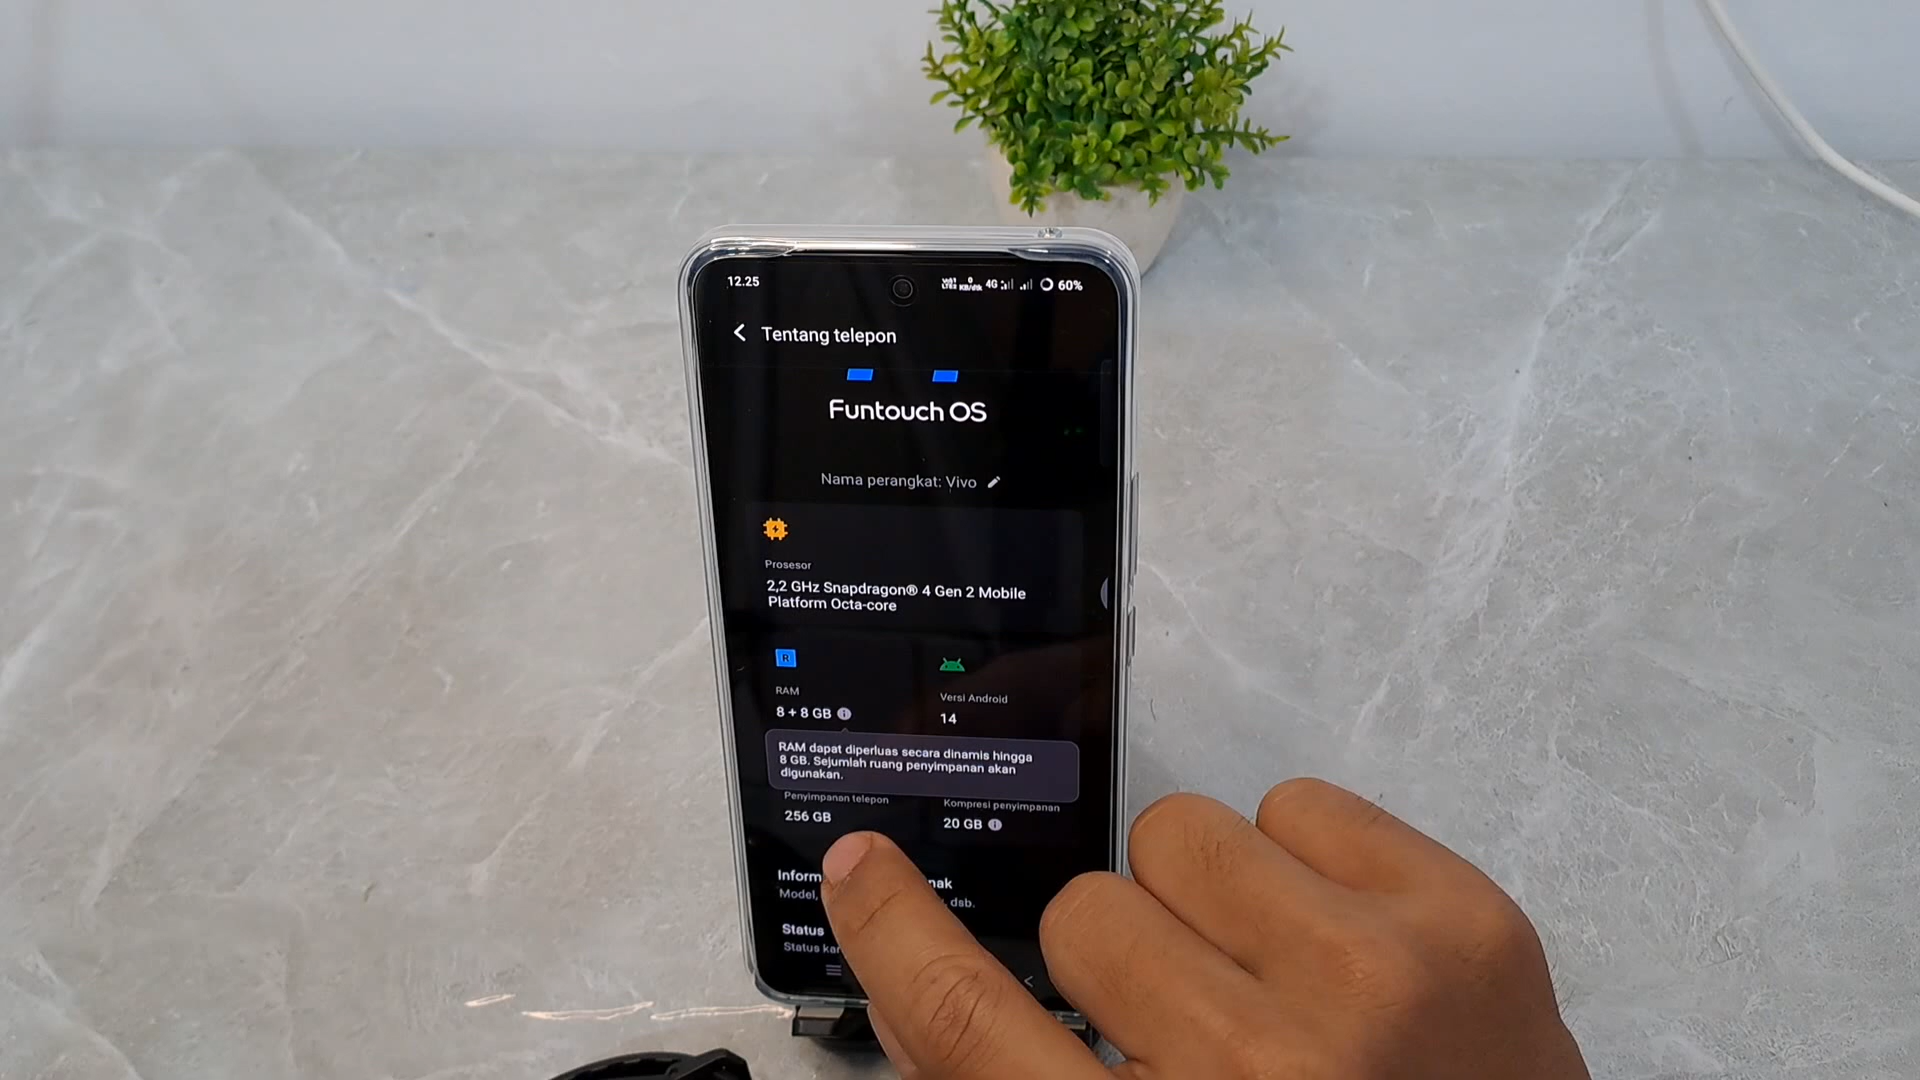 12.25
4G 60%
Tentang telepon
Funtouch OS
Nama perangkat: Vivo
Prosesor
2,2 GHz Snapdragon® 4 Gen 2 Mobile
Platform Octa-core
R
RAM
8 + 8 GB
Versi Android
14
RAM dapat diperluas secara dinamis hingga
8 GB. Sejumlah ruang penyimpanan akan
digunakan.
Penyimpanan telepon
256 GB
Kompresi penyimpanan
20 GB
Model,
dsb.
Status
Status